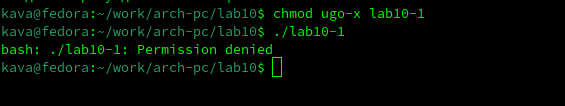 kava@fedora:~/work/arch-pc/lab10$ chmod ugo-x lab10-1
kava@fedora:~/work/arch-pc/lab10$ ./lab10-1
bash: ./lab10-1: Permission denied
kava@fedora:~/work/arch-pc/lab10$